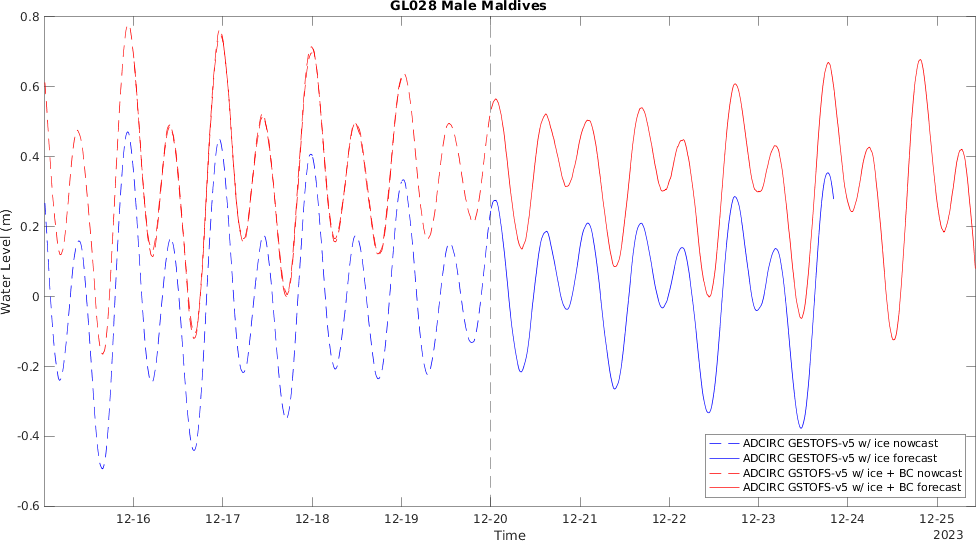 GL028 Male Maldives
0.8
0.6
0.4
0.2
0
-0.2
-0.4
-0.6
Water Level (m)
ADCIRC GESTOFS-v5 w/ ice nowcast
ADCIRC GESTOFS-v5 w/ ice forecast
ADCIRC GSTOFS-v5 w/ ice + BC nowcast
ADCIRC GSTOFS-v5 w/ ice + BC forecast
12-16 12-17 12-18 12-19 12-20 12-21 12-22 12-23 12-24 12-25
Time 2023